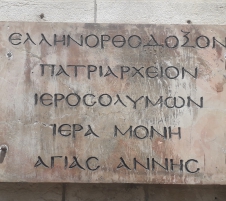 ΕΛΛΗΝΟΡΘΟΔΟΞΟΝ
ΠΑΤΡΙΑΡΧΕΙΟΝ
ΙΕΡΟΣΟΛΥΜΩΝ
ΙΕΡΑ ΜΟΝΗ
ΑΓΙΑΣ ΑΝΝΗΣ